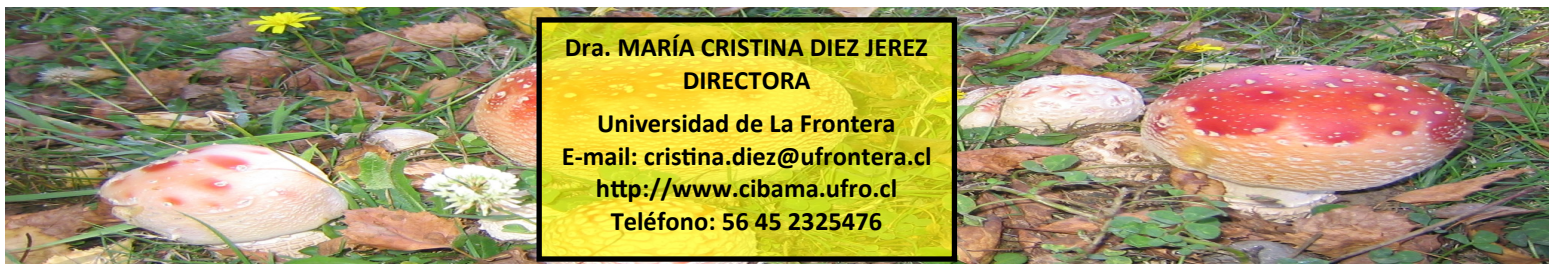 Dra. MARÍA CRISTINA DIEZ JEREZ
DIRECTORA
Universidad de La Frontera
E-mail: cristina.diez@ufrontera.cl
http://www.cibama.ufro.cl
Teléfono: 56 45 2325476